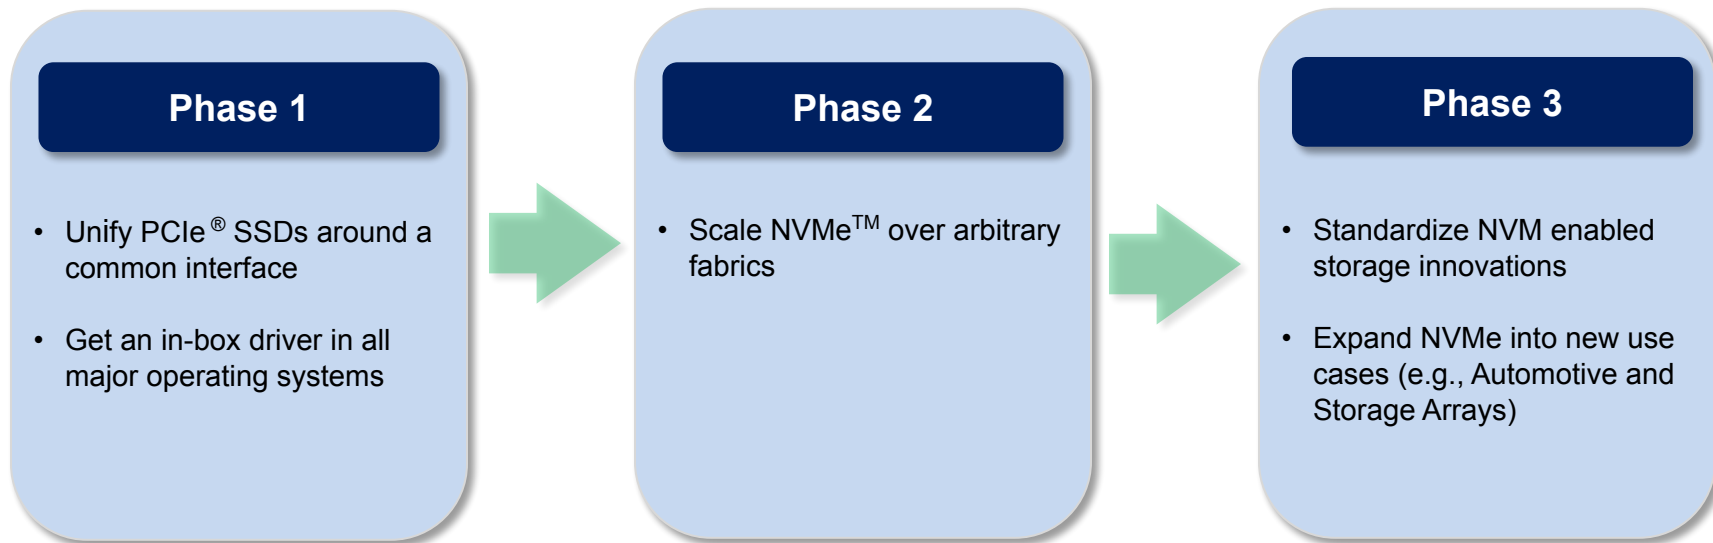 Phase 1
• Unify PCIe® SSDs around a
common interface
• Get an in-box driver in all
major operating systems
Phase 2
• Scale NVMe™ over arbitrary
fabrics
Phase 3
• Standardize NVM enabled
storage innovations
• Expand NVMe into new use
cases (e.g., Automotive and
Storage Arrays)